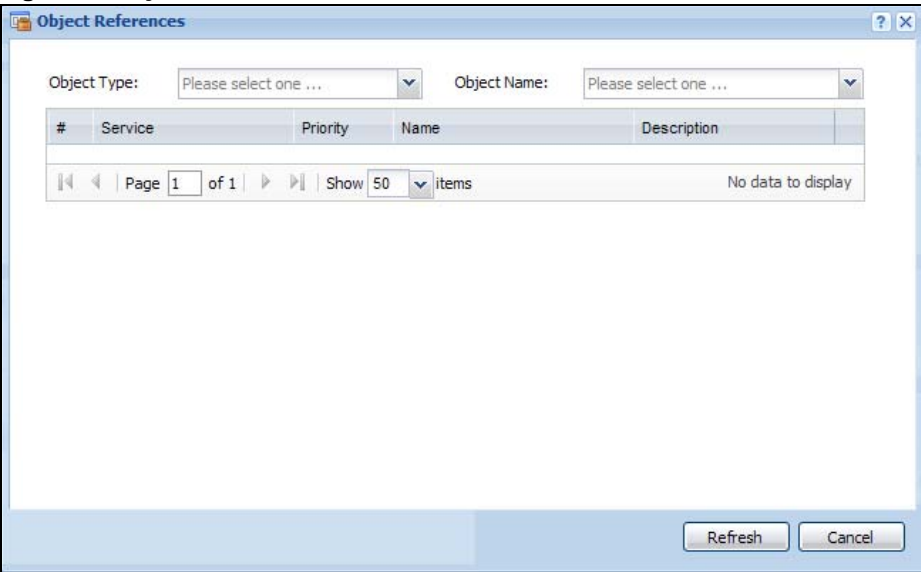 Object References
Object Type: Please select one ... Object Name: Please select one ...
# Service Priority Name Description
Page 1 of 1 Show 50 items No data to display
Refresh Cancel